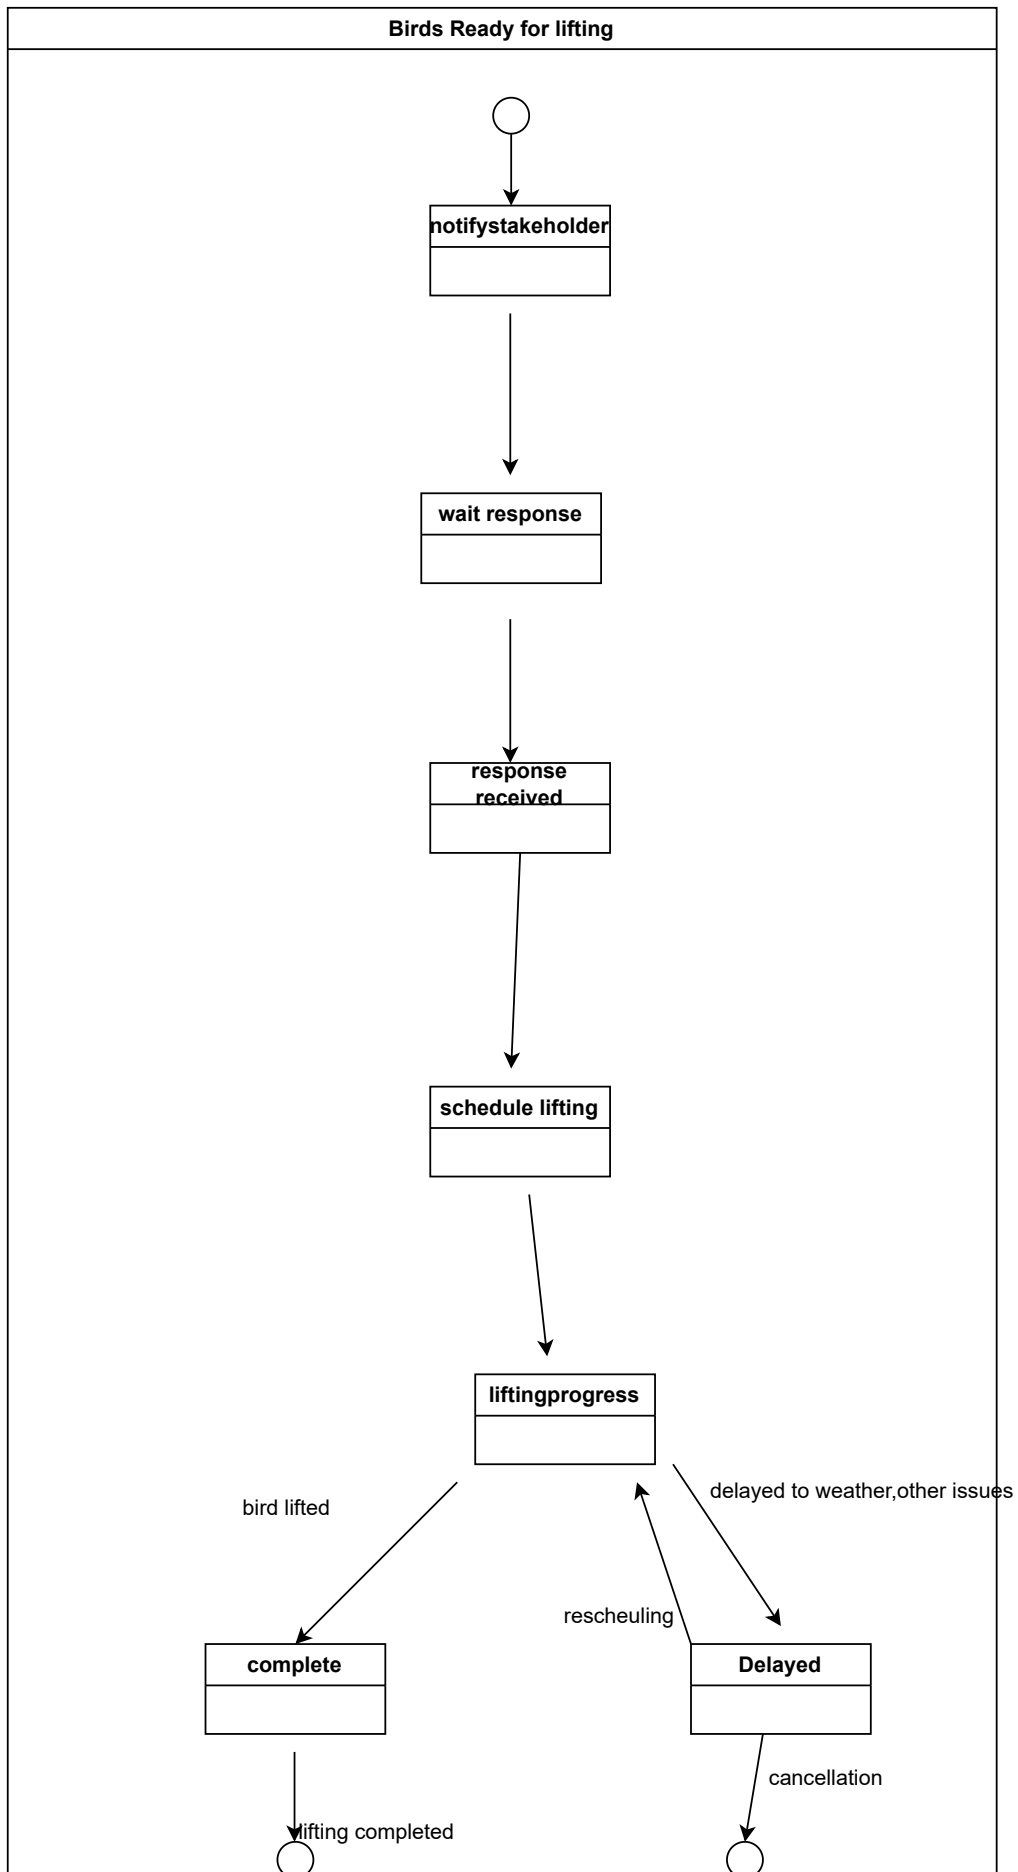 Birds Ready for lifting
notifystakeholder
wait response
response
received
schedule lifting
liftingprogress
delayed to weather,other issues
bird lifted
rescheuling
complete
Delayed
cancellation
lifting completed